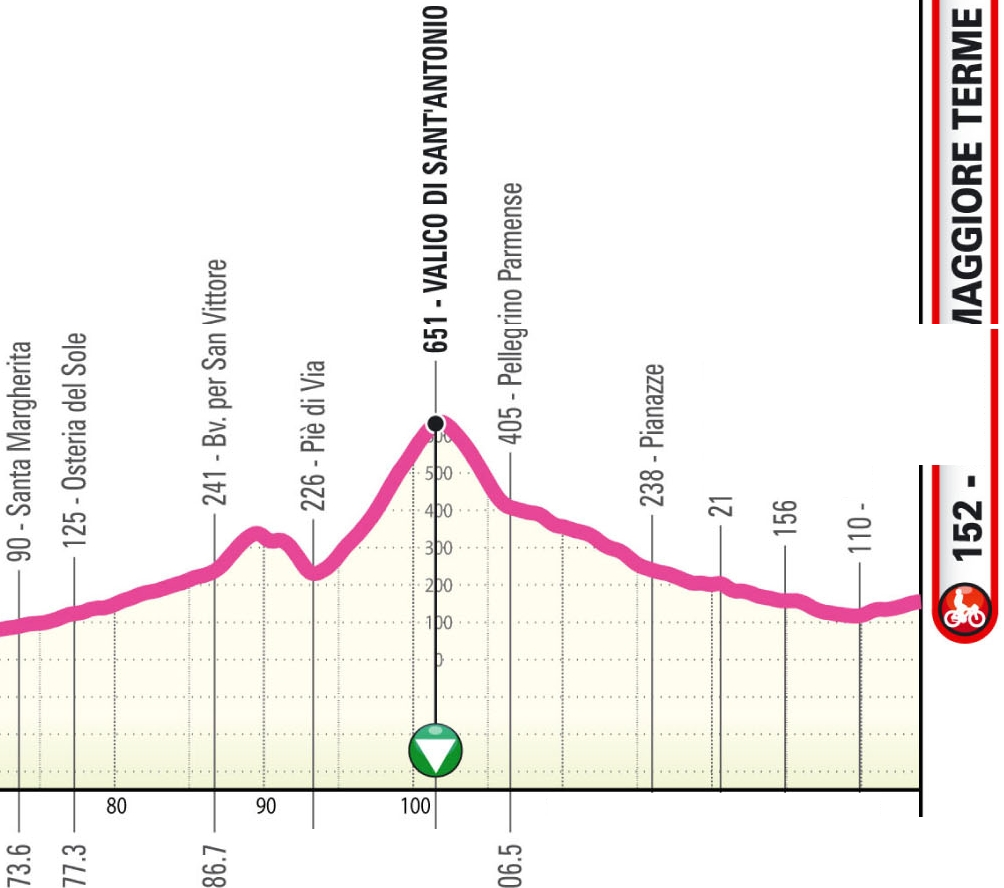 90 - Santa Margherita
125 - Osteria del Sole
241 - Bv. per San Vittore
226 - Piè di Via
651 - VALICO DI SANT'ANTONIO
405 - Pellegrino Parmense
238 - Pianazze
21
156
110 -
MAGGIORE TERME
152 -
600
500
400
300
200
100
0
80
90
100
73.6
77.3
86.7
06.5